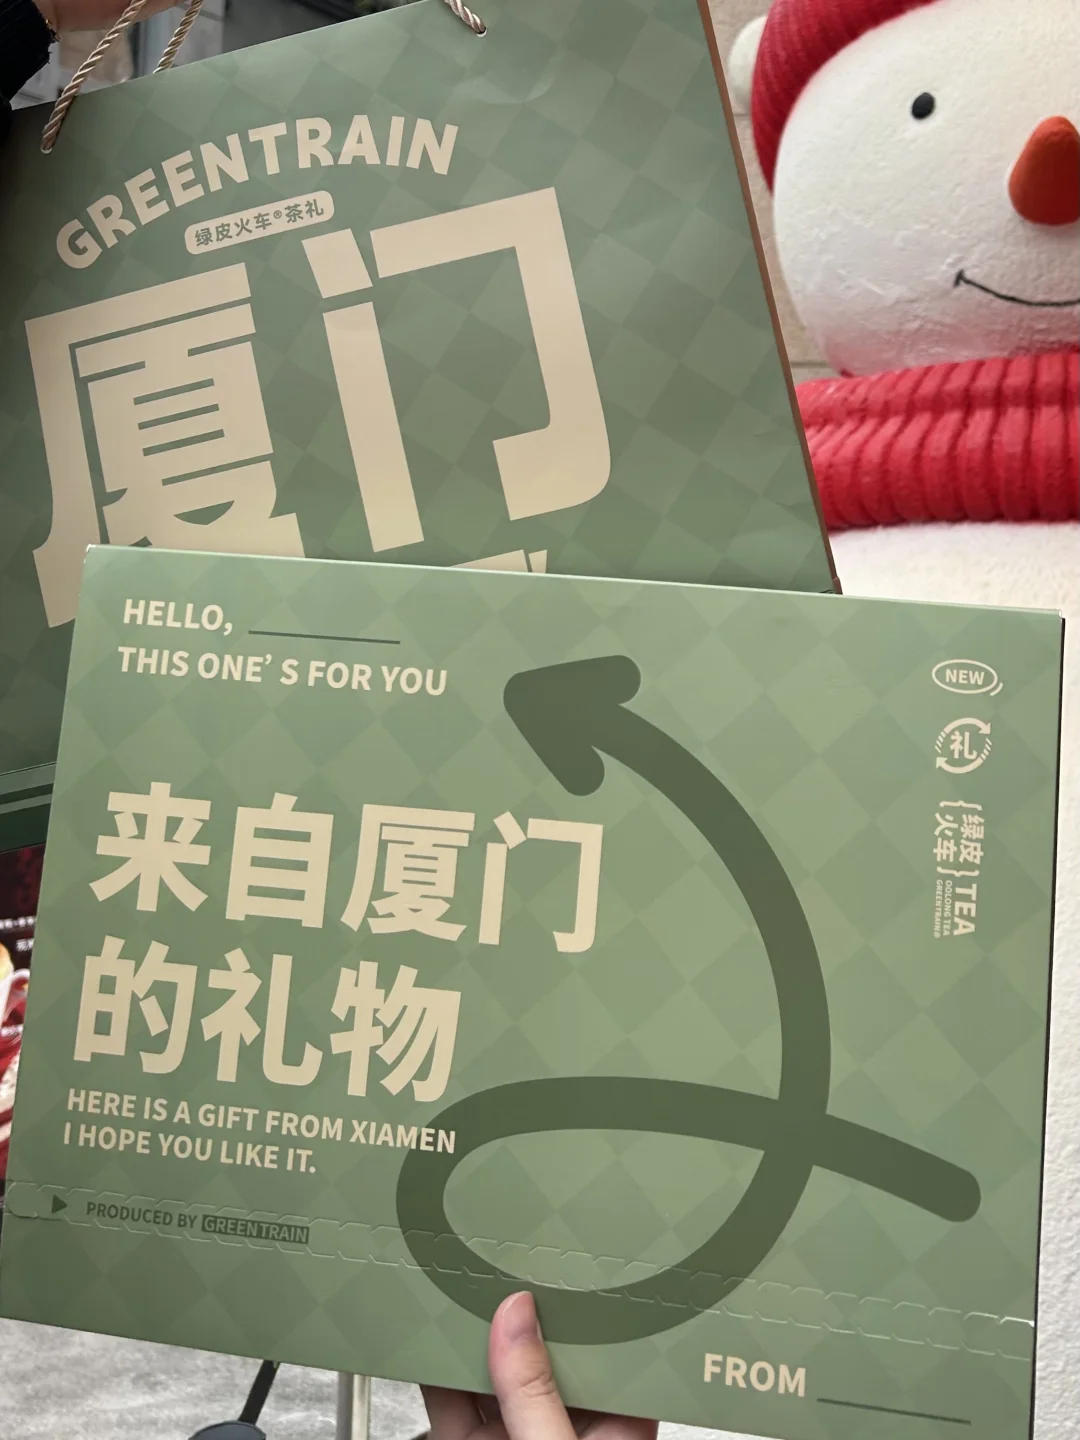 GREENTRAIN
绿皮火车®茶礼
厦门
HELLO,
THIS ONE'S FOR YOU
NEW
礼
{绿皮}
{火车}
TEA
OOLONG TEA
GREENTRAIN®
来自厦门
的礼物
HERE IS A GIFT FROM XIAMEN
I HOPE YOU LIKE IT.
PRODUCED BY GREENTRAIN
FROM